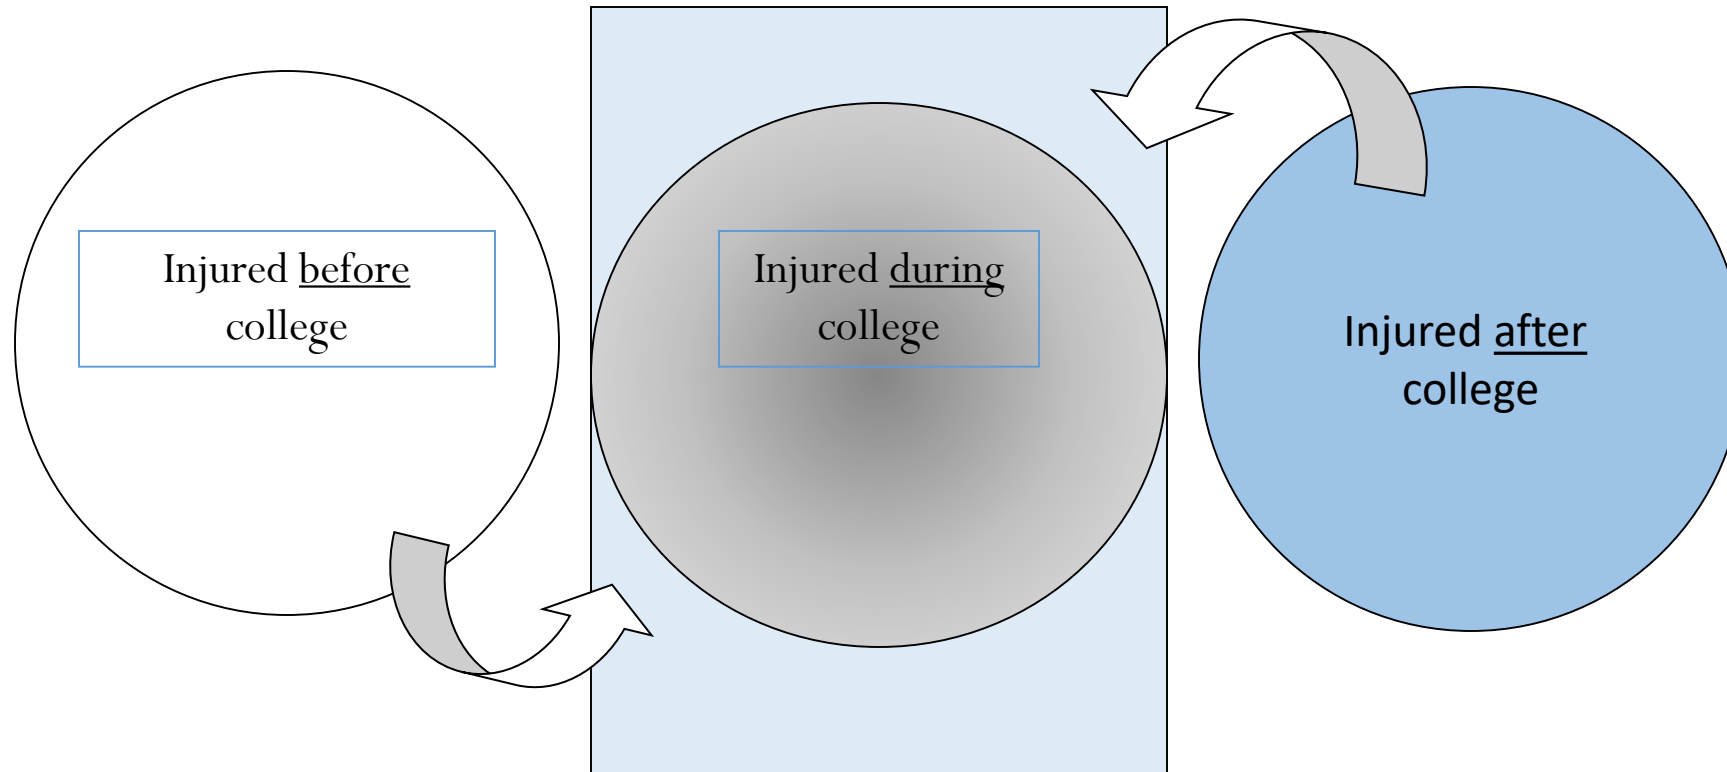 Injured before
college
Injured during
college
Injured after
college